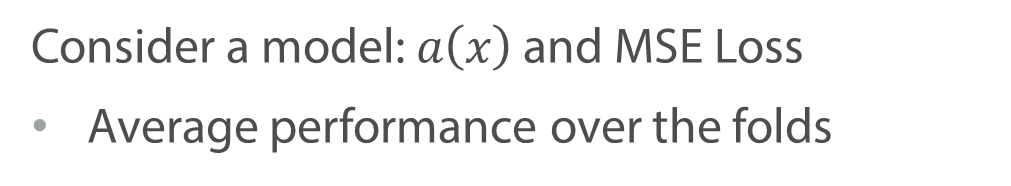 Consider a model: a(x) and MSE Loss
• Average performance over the folds